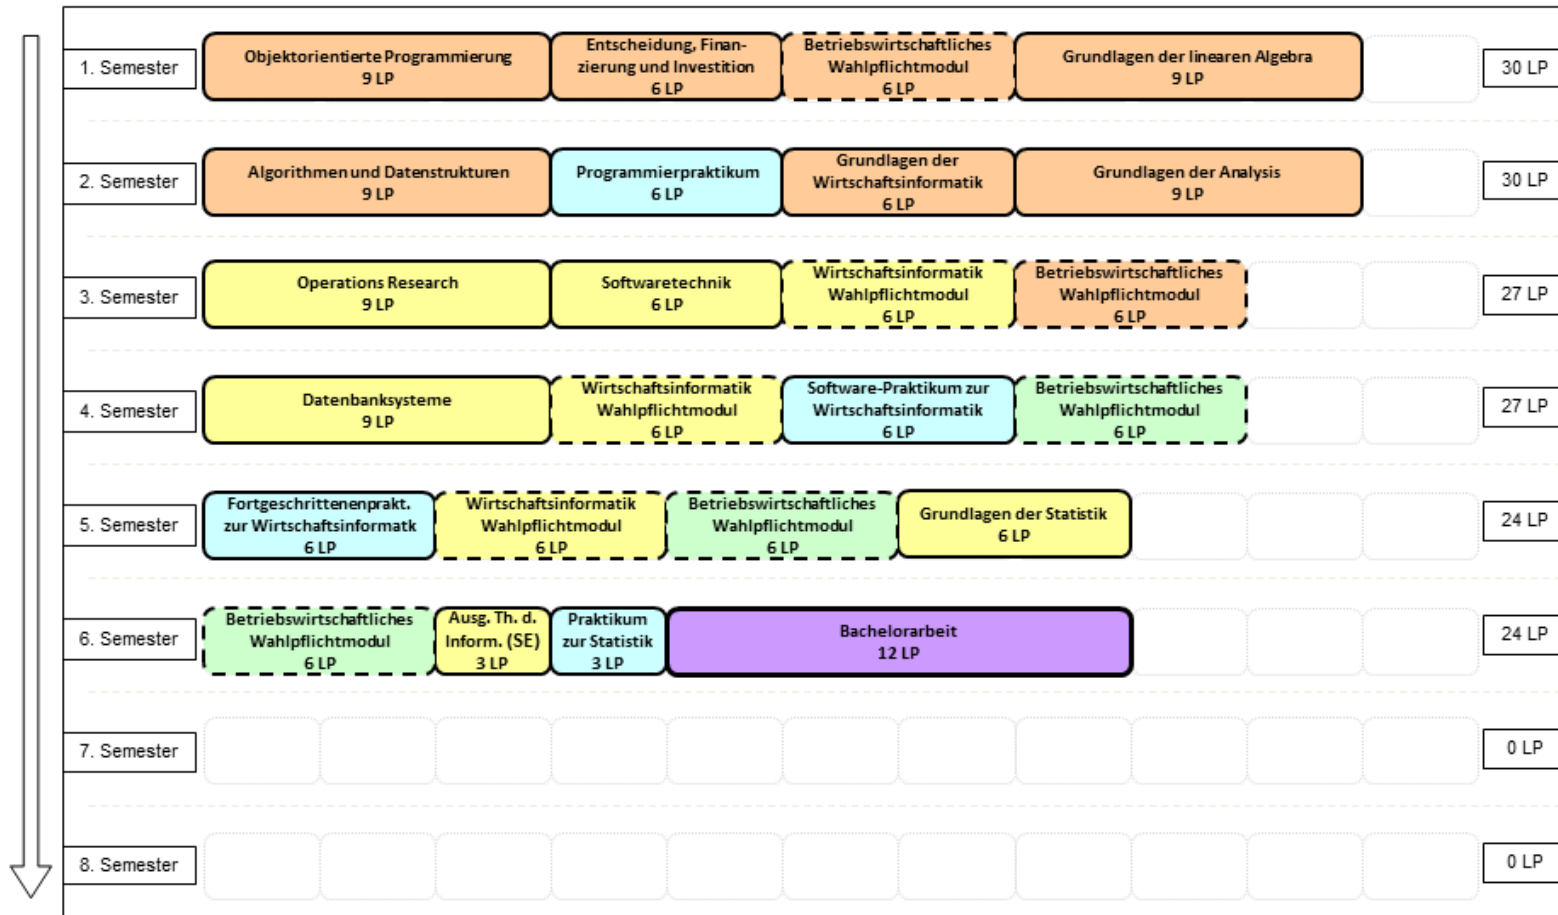 1. Semester
Objektorientierte Programmierung
9 LP
Entscheidung, Finan-
zierung und Investition
6 LP
Betriebswirtschaftliches
Wahlpflichtmodul
6 LP
Grundlagen der linearen Algebra
9 LP
30 LP
2. Semester
Algorithmen und Datenstrukturen
9 LP
Programmierpraktikum
6 LP
Grundlagen der
Wirtschaftsinformatik
6 LP
Grundlagen der Analysis
9 LP
30 LP
3. Semester
Operations Research
9 LP
Softwaretechnik
6 LP
Wirtschaftsinformatik
Wahlpflichtmodul
6 LP
Betriebswirtschaftliches
Wahlpflichtmodul
6 LP
27 LP
4. Semester
Datenbanksysteme
9 LP
Wirtschaftsinformatik
Wahlpflichtmodul
6 LP
Software-Praktikum zur
Wirtschaftsinformatik
6 LP
Betriebswirtschaftliches
Wahlpflichtmodul
6 LP
27 LP
5. Semester
Fortgeschrittenenprakt.
zur Wirtschaftsinformatk
6 LP
Wirtschaftsinformatik
Wahlpflichtmodul
6 LP
Betriebswirtschaftliches
Wahlpflichtmodul
6 LP
Grundlagen der Statistik
6 LP
24 LP
6. Semester
Betriebswirtschaftliches
Wahlpflichtmodul
6 LP
Ausg. Th. d.
Inform. (SE)
3 LP
Praktikum
zur Statistik
3 LP
Bachelorarbeit
12 LP
24 LP
7. Semester
0 LP
8. Semester
0 LP